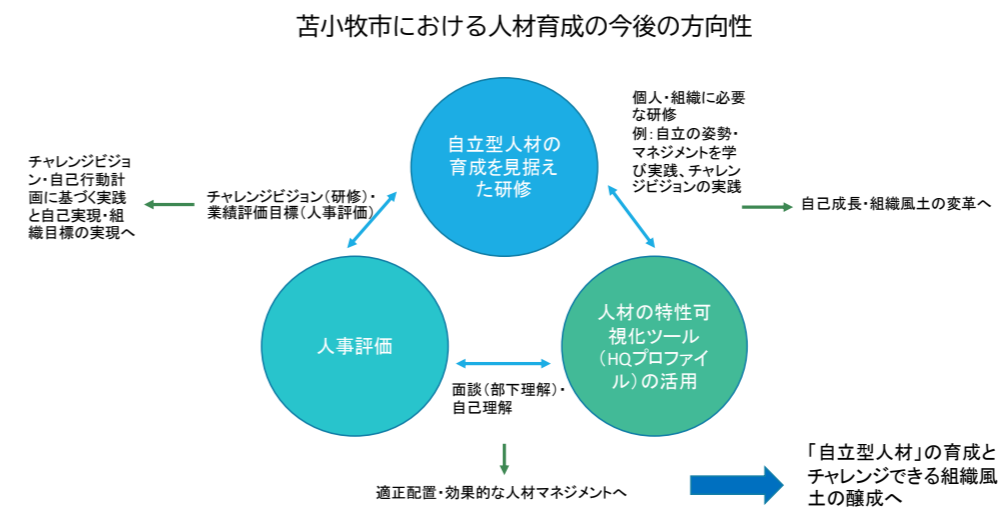 苫小牧市における人材育成の今後の方向性
自立型人材の
育成を見据え
た研修
個人・組織に必要
な研修
例：自立の姿勢・
マネジメントを学
び実践、チャレン
ジビジョンの実践
チャレンジビジョ
ン・自己行動計
画に基づく実践
と自己実現・組
織目標の実現へ
チャレンジビジョン（研修）・
業績評価目標（人事評価）
自己成長・組織風土の変革へ
人事評価
人材の特性可
視化ツール
（HQプロファイ
ル）の活用
面談（部下理解）・
自己理解
適正配置・効果的な人材マネジメントへ
「自立型人材」の育成と
チャレンジできる組織風
土の醸成へ